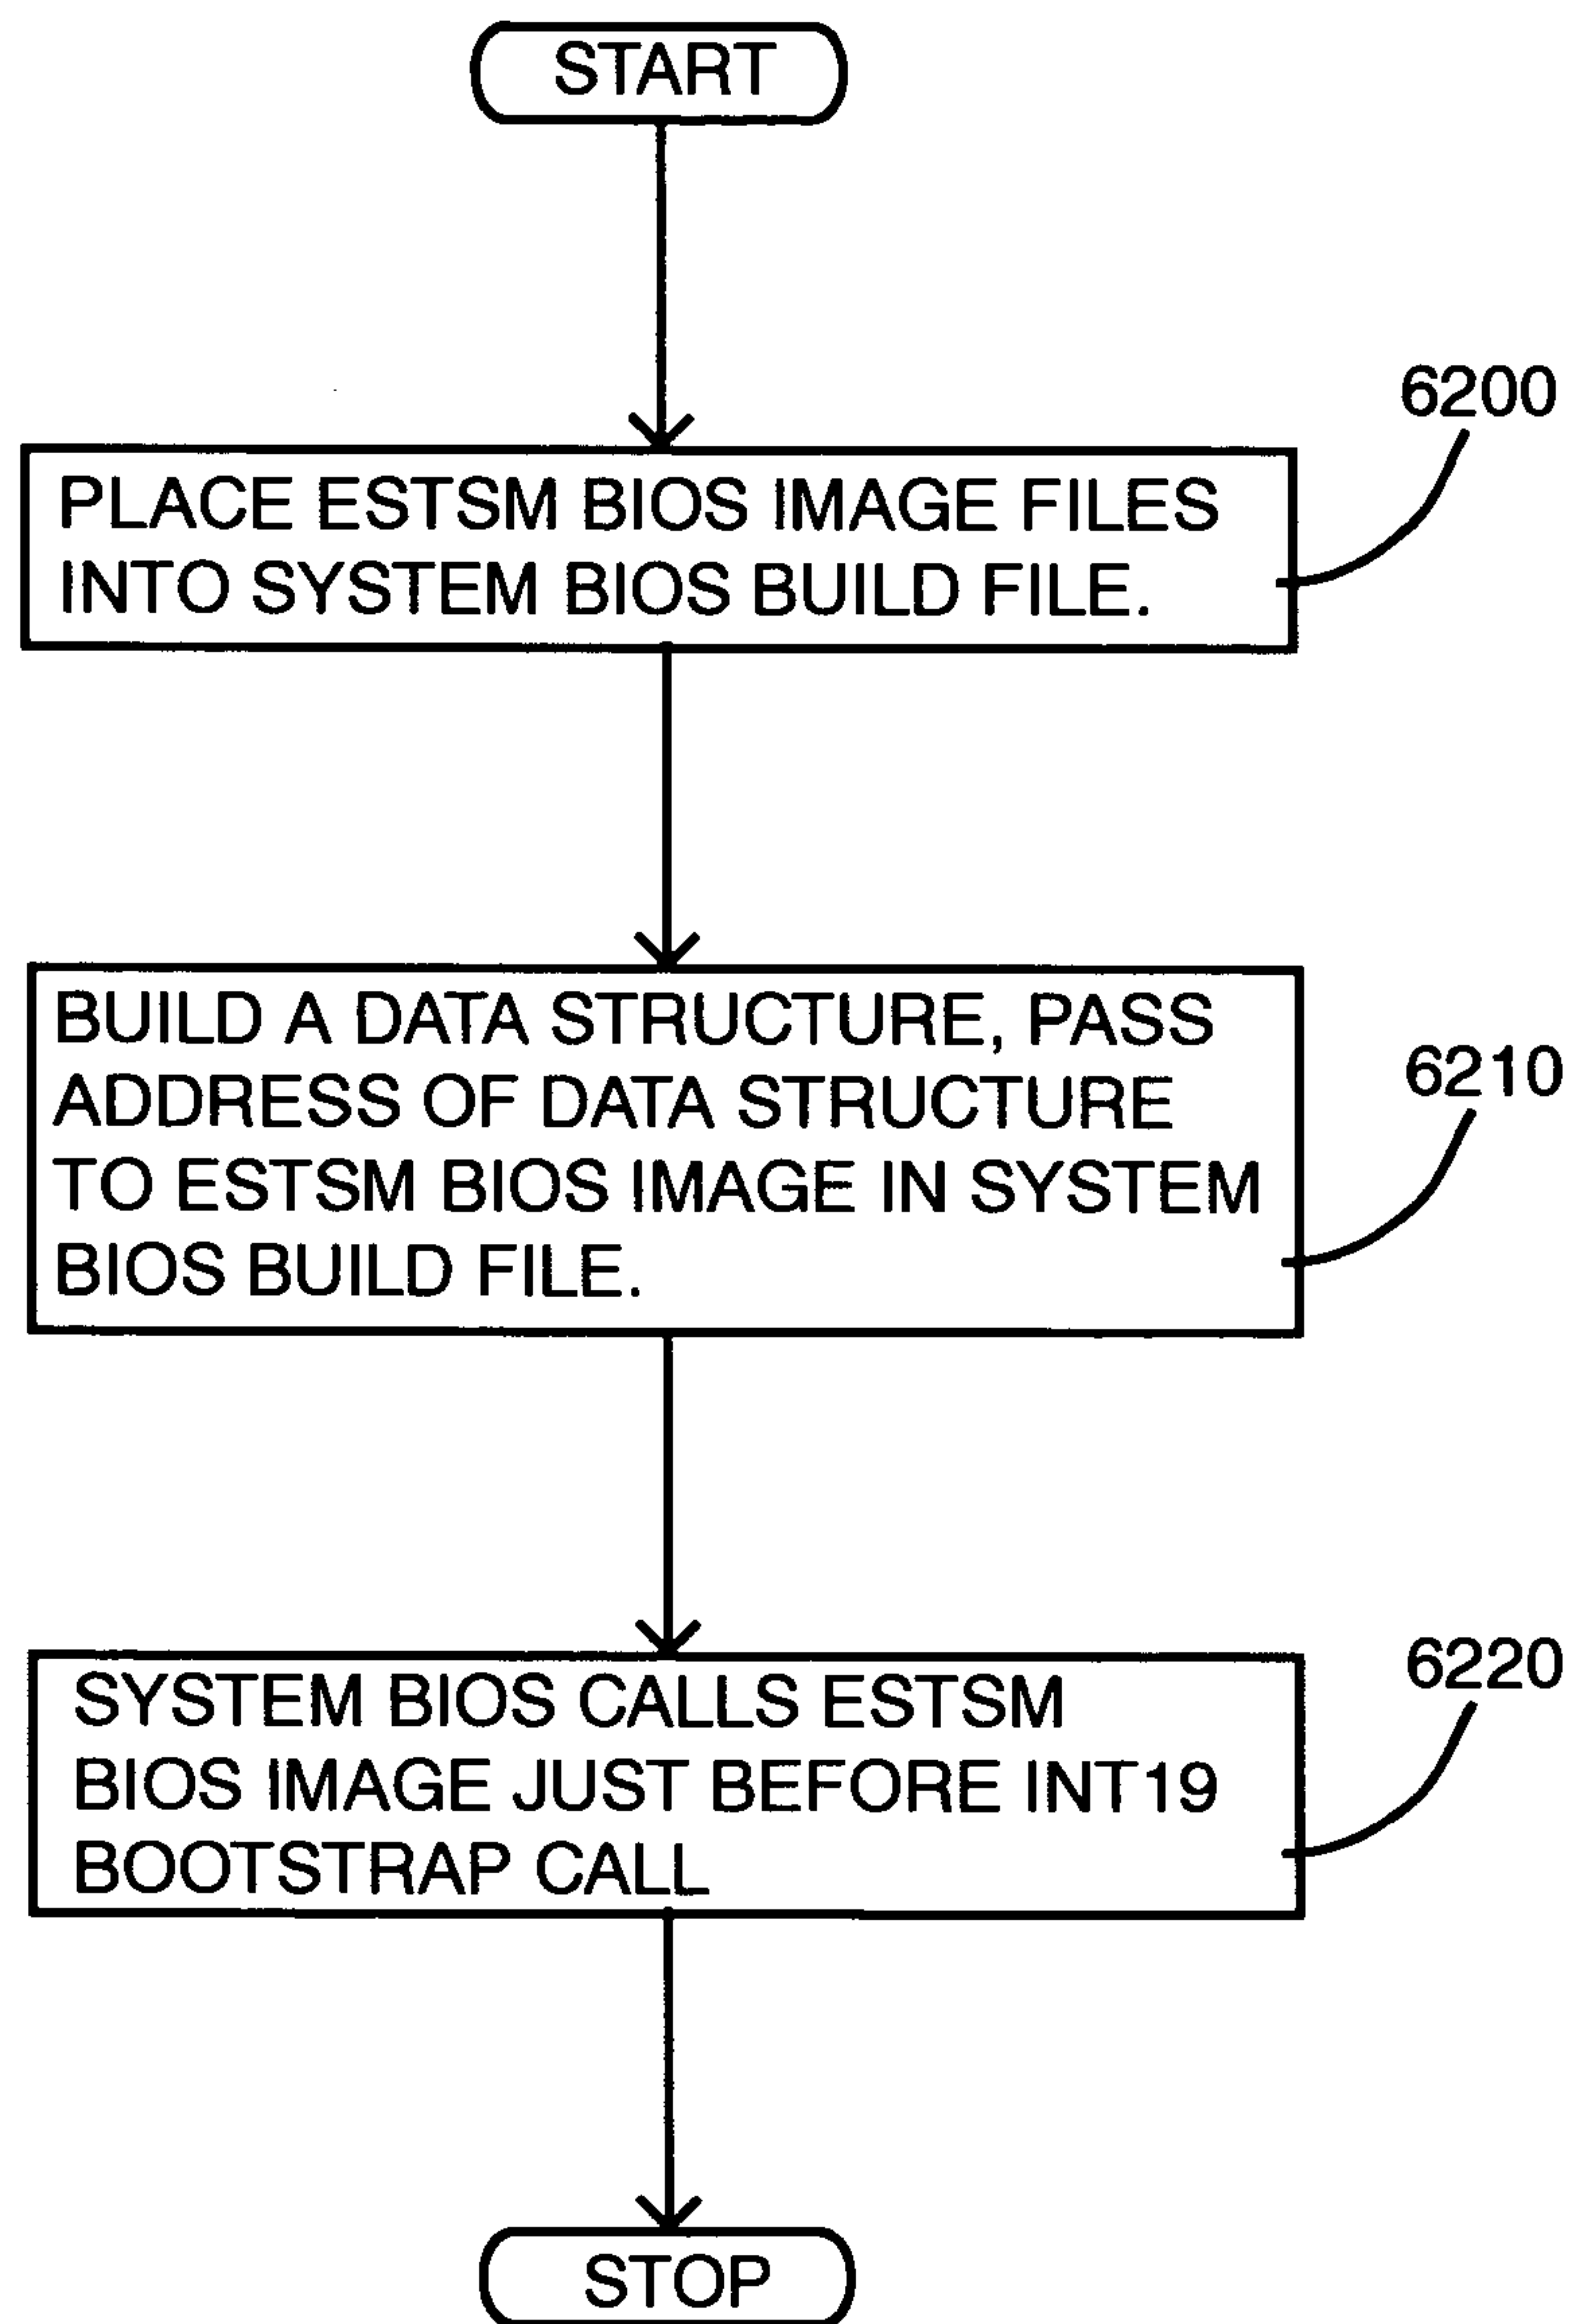 START
6200
PLACE ESTSM BIOS IMAGE FILES
INTO SYSTEM BIOS BUILD FILE.
BUILD A DATA STRUCTURE, PASS
ADDRESS OF DATA STRUCTURE
6210
TO ESTSM BIOS IMAGE IN SYSTEM
BIOS BUILD FILE.
6220
SYSTEM BIOS CALLS ESTSM
BIOS IMAGE JUST BEFORE INT19
BOOTSTRAP CALL
STOP